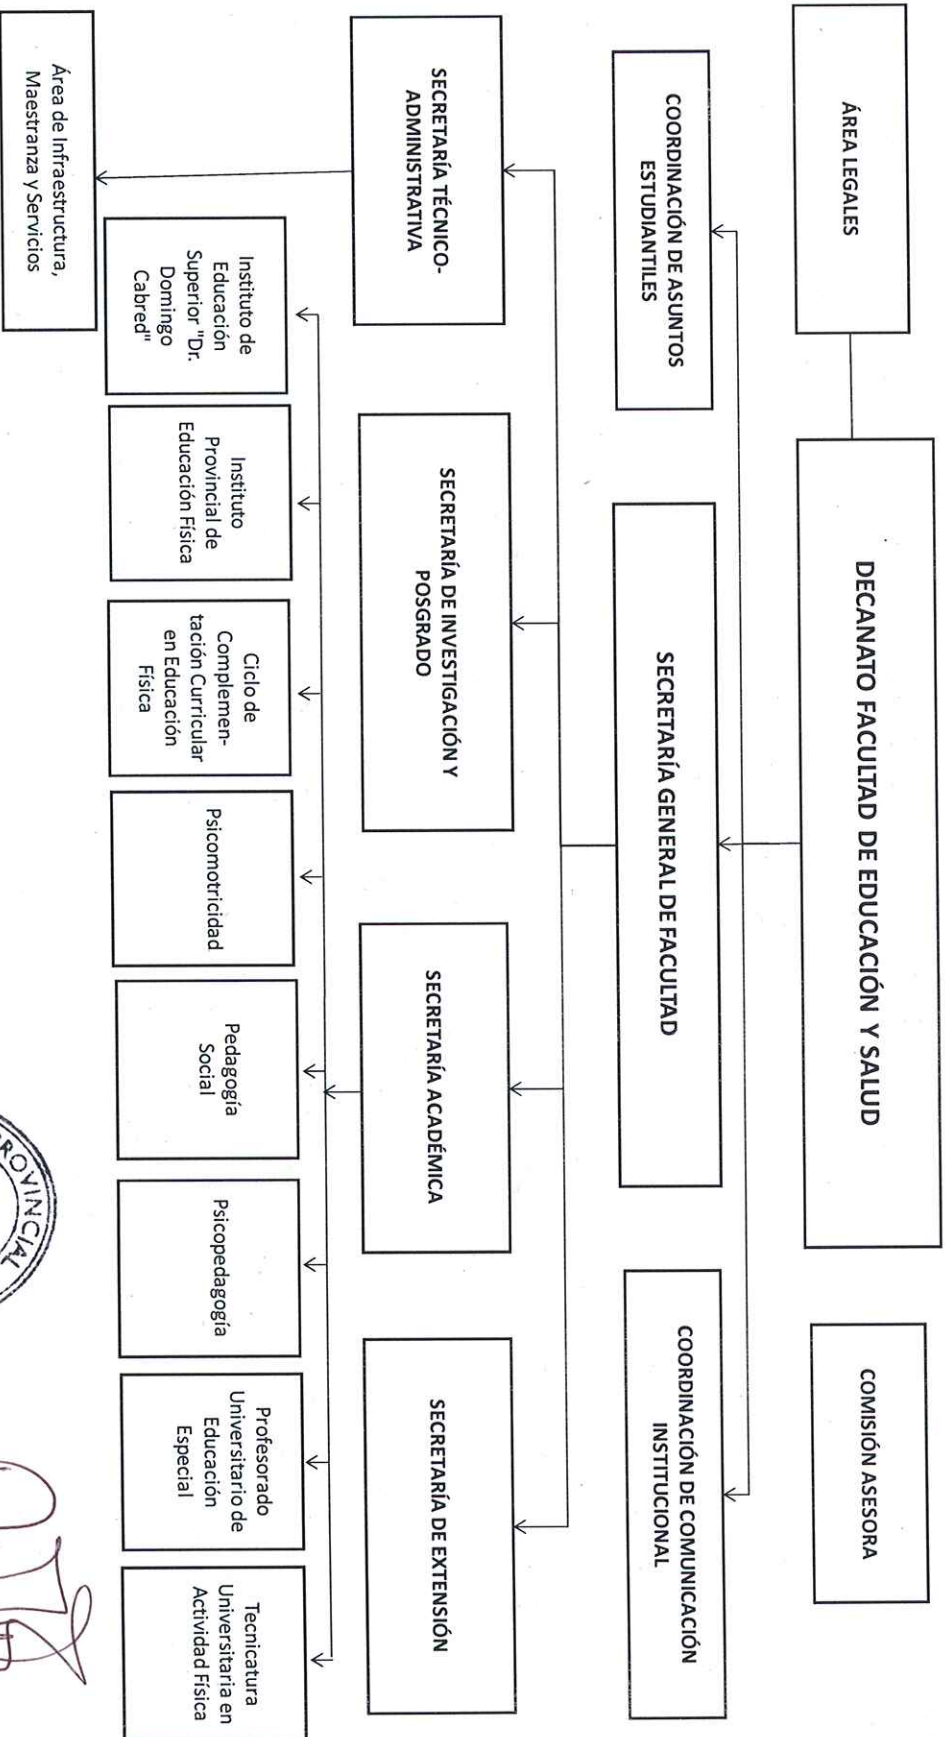 DECANATO FACULTAD DE EDUCACIÓN Y SALUD
ÁREA LEGALES
COMISIÓN ASESORA
COORDINACIÓN DE ASUNTOS
ESTUDIANTILES
SECRETARÍA GENERAL DE FACULTAD
COORDINACIÓN DE COMUNICACIÓN
INSTITUCIONAL
SECRETARÍA TÉCNICO-
ADMINISTRATIVA
SECRETARÍA DE INVESTIGACIÓN Y
POSGRADO
SECRETARÍA ACADÉMICA
SECRETARÍA DE EXTENSIÓN
Instituto de
Educación
Superior "Dr.
Domingo
Cabred"
Instituto
Provincial de
Educación Física
Ciclo de
Complemen-
tación Curricular
en Educación
Física
Psicomotricidad
Pedagogía
Social
Psicopedagogía
Profesorado
Universitario de
Educación
Especial
Tecnicatura
Universitaria en
Actividad Física
Área de Infraestructura,
Maestranza y Servicios
PROVINCIAL